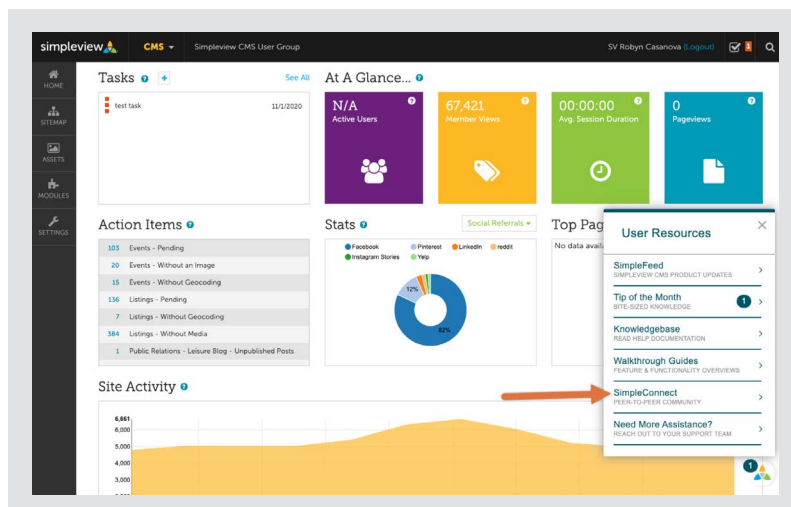 simpleview
CMS
Simpleview CMS User Group
SV Robyn Casanova (Logout)
1
HOME
SITEMAP
ASSETS
MODULES
SETTINGS
Tasks
See All
test task
11/1/2020
At A Glance...
N/A
Active Users
67,421
Member Views
00:00:00
Avg. Session Duration
0
Pageviews
Action Items
103 Events - Pending
20 Events - Without an Image
15 Events - Without Geocoding
136 Listings - Pending
7 Listings - Without Geocoding
384 Listings - Without Media
1 Public Relations - Leisure Blog - Unpublished Posts
Stats
Social Referrals
Facebook Pinterest LinkedIn reddit
Instagram Stories Yelp
12%
82%
Top Pag
No data avail
User Resources
SimpleFeed
SIMPLEVIEW CMS PRODUCT UPDATES
Tip of the Month
BITE-SIZED KNOWLEDGE
1
Knowledgebase
READ HELP DOCUMENTATION
Walkthrough Guides
FEATURE & FUNCTIONALITY OVERVIEWS
SimpleConnect
PEER-TO-PEER COMMUNITY
Need More Assistance?
REACH OUT TO YOUR SUPPORT TEAM
Site Activity
6,661
6,000
5,000
4,000
3,000
1